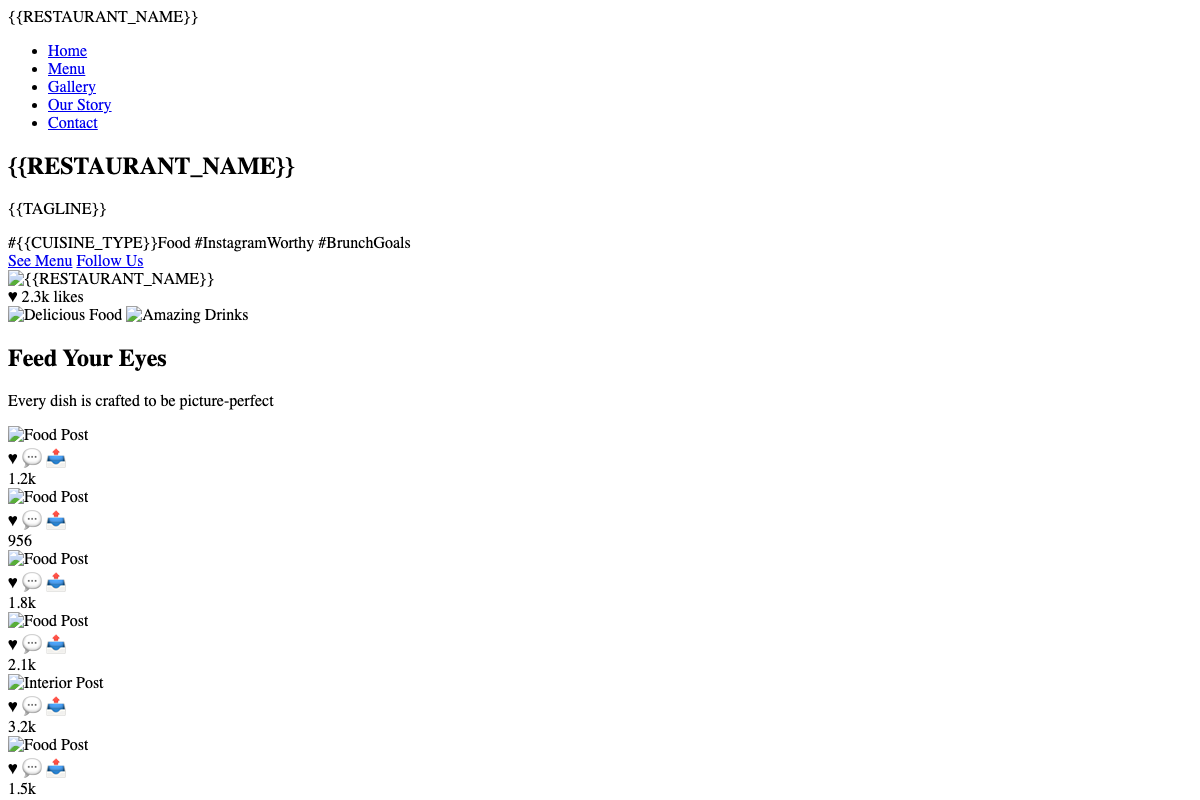 {{RESTAURANT_NAME}}
Home
Menu
Gallery
Our Story
Contact
{{RESTAURANT_NAME}}
{{TAGLINE}}
#{{CUISINE_TYPE}}Food #InstagramWorthy #BrunchGoals
See Menu Follow Us
{{RESTAURANT_NAME}}
♥ 2.3k likes
Delicious Food Amazing Drinks
Feed Your Eyes
Every dish is crafted to be picture-perfect
Food Post
♥ 💬 📤
1.2k
Food Post
♥ 💬 📤
956
Food Post
♥ 💬 📤
1.8k
Food Post
♥ 💬 📤
2.1k
Interior Post
♥ 💬 📤
3.2k
Food Post
♥ 💬 📤
1.5k